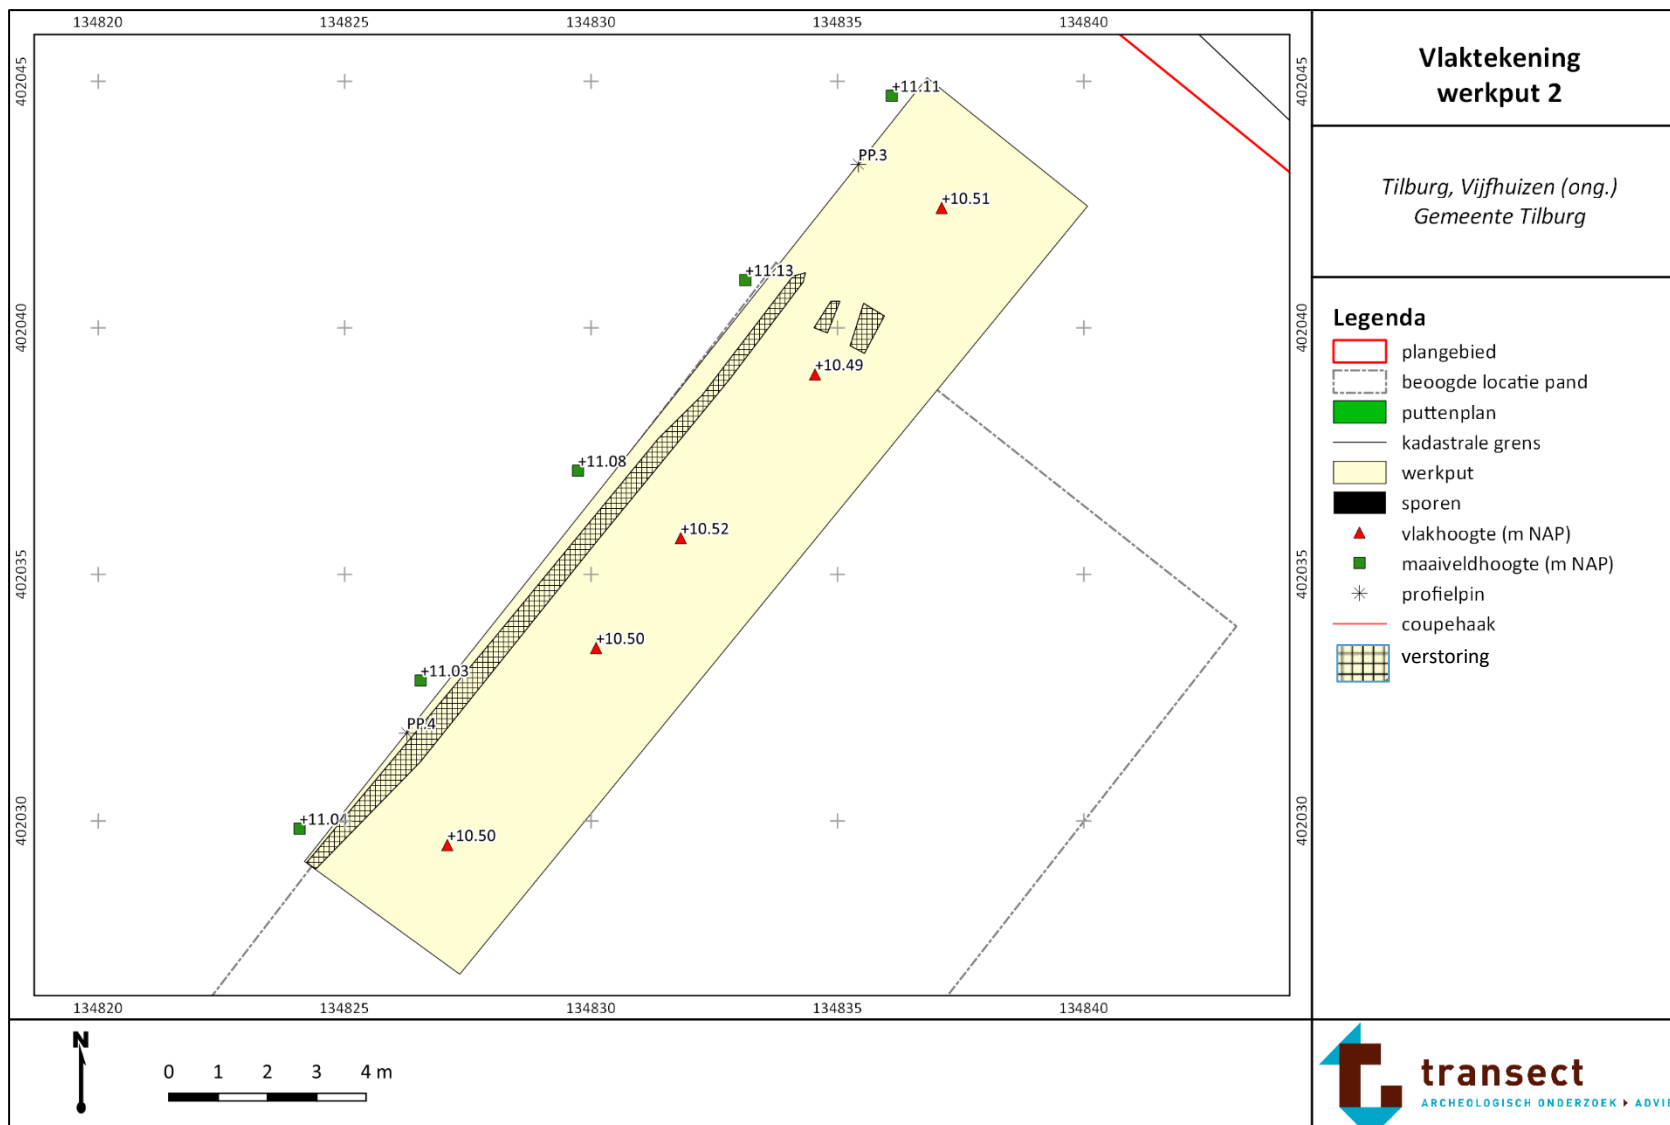 134820 134825 134830 134835 134840
402045
402040
402035
402030
+11.11
PP.3
+10.51
+11.13
+10.49
+11.08
+10.52
+10.50
+11.03
PP.4
+11.04
+10.50
402045
402040
402035
402030
134820 134825 134830 134835 134840
N
0 1 2 3 4 m
Vlaktekening
werkput 2
Tilburg, Vijfhuizen (ong.)
Gemeente Tilburg
Legenda
plangebied
beoogde locatie pand
puttenplan
kadastrale grens
werkput
sporen
vlakhoogte (m NAP)
maaiveldhoogte (m NAP)
profielpin
coupehaak
verstoring
transect
ARCHEOLOGISCH ONDERZOEK ADVIE